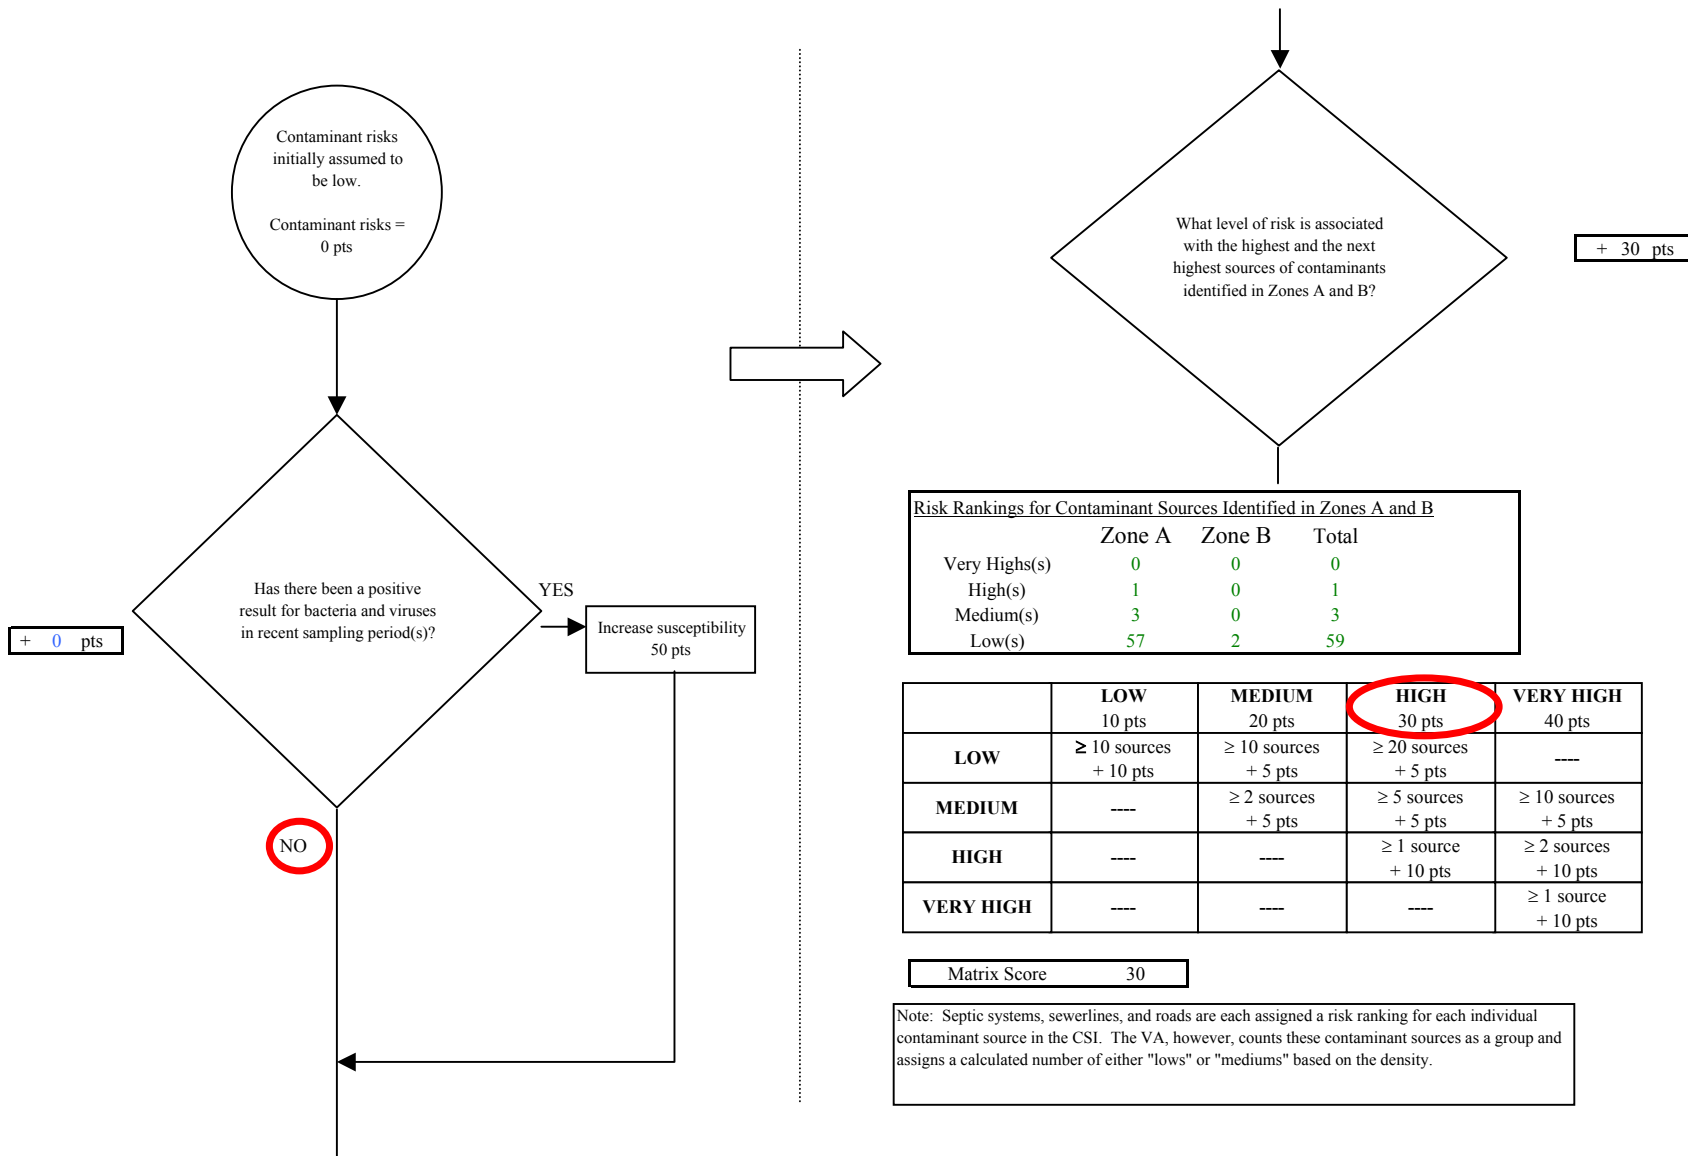 Contaminant risks
initially assumed to
be low.
Contaminant risks =
0 pts
Has there been a positive
result for bacteria and viruses
in recent sampling period(s)?
YES
+ 0 pts
Increase susceptibility
50 pts
NO
What level of risk is associated
with the highest and the next
highest sources of contaminants
identified in Zones A and B?
+ 30 pts
Risk Rankings for Contaminant Sources Identified in Zones A and B
Zone A Zone B Total
Very Highs(s) 0 0 0
High(s) 1 0 1
Medium(s) 3 0 3
Low(s) 57 2 59
LOW MEDIUM HIGH VERY HIGH
10 pts 20 pts 30 pts 40 pts
LOW ≥ 10 sources + 10 pts ≥ 10 sources + 5 pts ≥ 20 sources + 5 pts ----
MEDIUM ---- ≥ 2 sources + 5 pts ≥ 5 sources + 5 pts ≥ 10 sources + 5 pts
HIGH ---- ---- ≥ 1 source + 10 pts ≥ 2 sources + 10 pts
VERY HIGH ---- ---- ---- ≥ 1 source + 10 pts
Matrix Score 30
Note: Septic systems, sewerlines, and roads are each assigned a risk ranking for each individual
contaminant source in the CSI. The VA, however, counts these contaminant sources as a group and
assigns a calculated number of either "lows" or "mediums" based on the density.